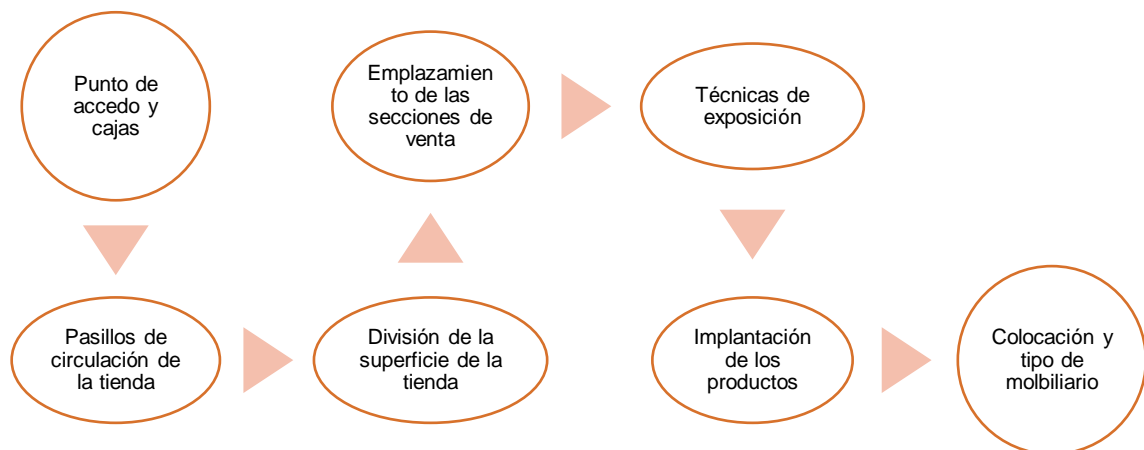 Punto de
accedo y
cajas
Pasillos de
circulación de
la tienda
División de la
superficie de la
tienda
Emplazamien
to de las
secciones de
venta
Técnicas de
exposición
Implantación
de los
productos
Colocación y
tipo de
molbiliario